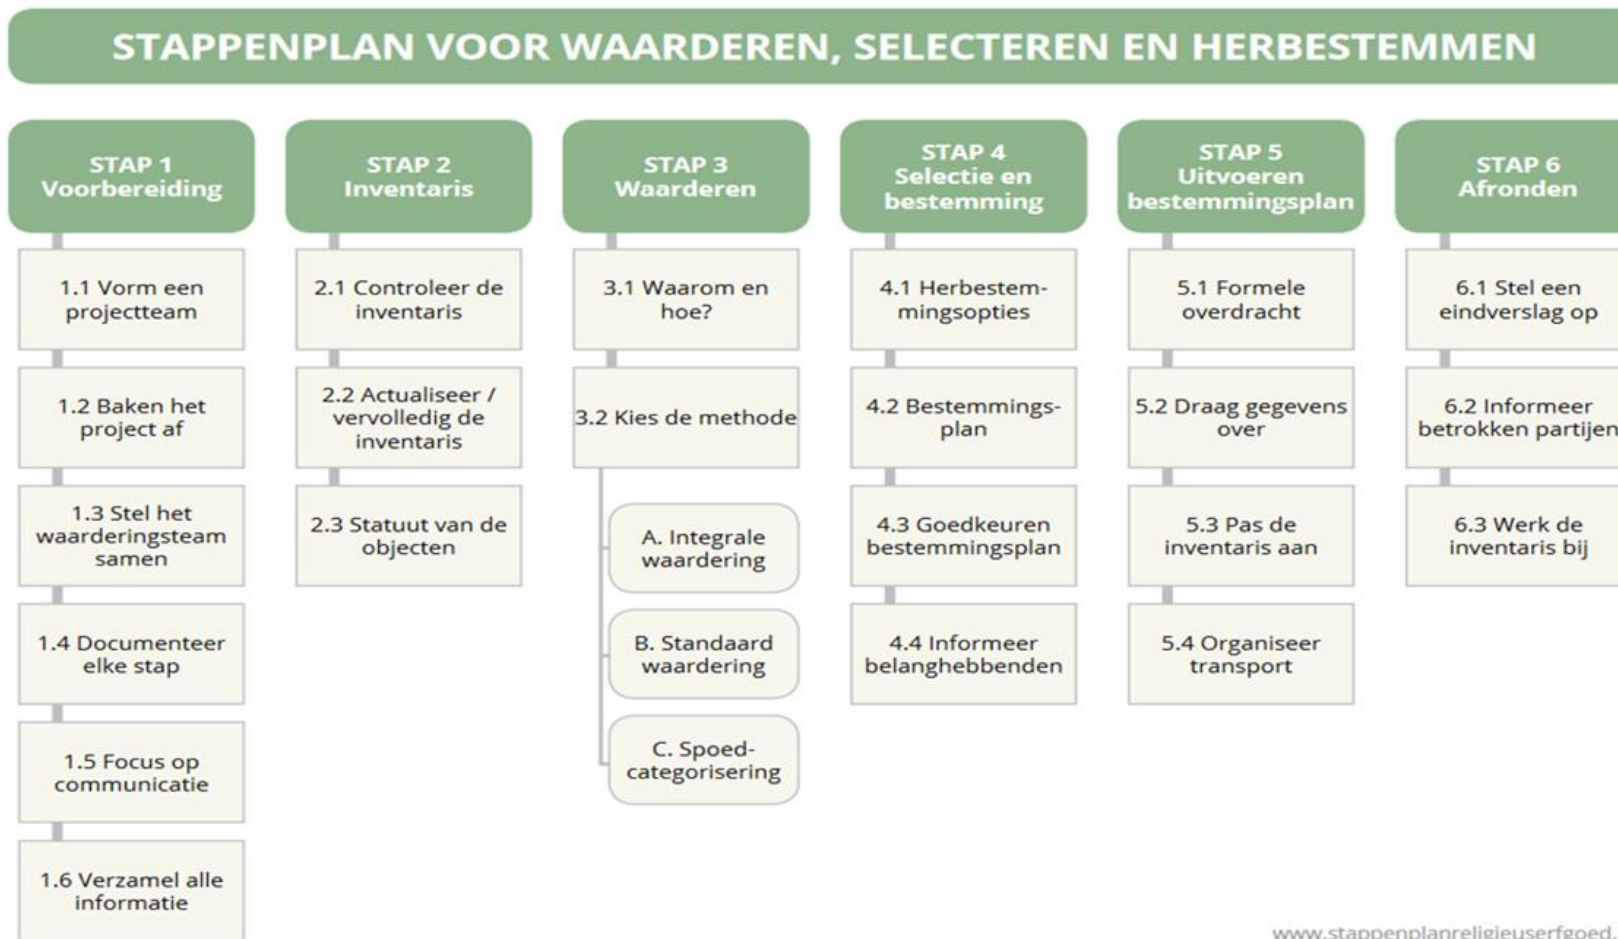 STAPPENPLAN VOOR WAARDEREN, SELECTEREN EN HERBESTEMMEN
STAP 1
Voorbereiding
1.1 Vorm een
projectteam
1.2 Baken het
project af
1.3 Stel het
waarderingsteam
samen
1.4 Documenteer
elke stap
1.5 Focus op
communicatie
1.6 Verzamel alle
informatie
STAP 2
Inventaris
2.1 Controleer de
inventaris
2.2 Actualiseer /
vervolledig de
inventaris
2.3 Statuut van de
objecten
STAP 3
Waarderen
3.1 Waarom en
hoe?
3.2 Kies de methode
A. Integrale
waardering
B. Standaard
waardering
C. Spoed-
categorisering
STAP 4
Selectie en
bestemming
4.1 Herbestem-
mingsopties
4.2 Bestemmings-
plan
4.3 Goedkeuren
bestemmingsplan
4.4 Informeer
belanghebbenden
STAP 5
Uitvoeren
bestemmingsplan
5.1 Formele
overdracht
5.2 Draag gegevens
over
5.3 Pas de
inventaris aan
5.4 Organiseer
transport
STAP 6
Afronden
6.1 Stel een
eindverslag op
6.2 Informeer
betrokken partijen
6.3 Werk de
inventaris bij
www.stappenplanreligieuserfgoed.